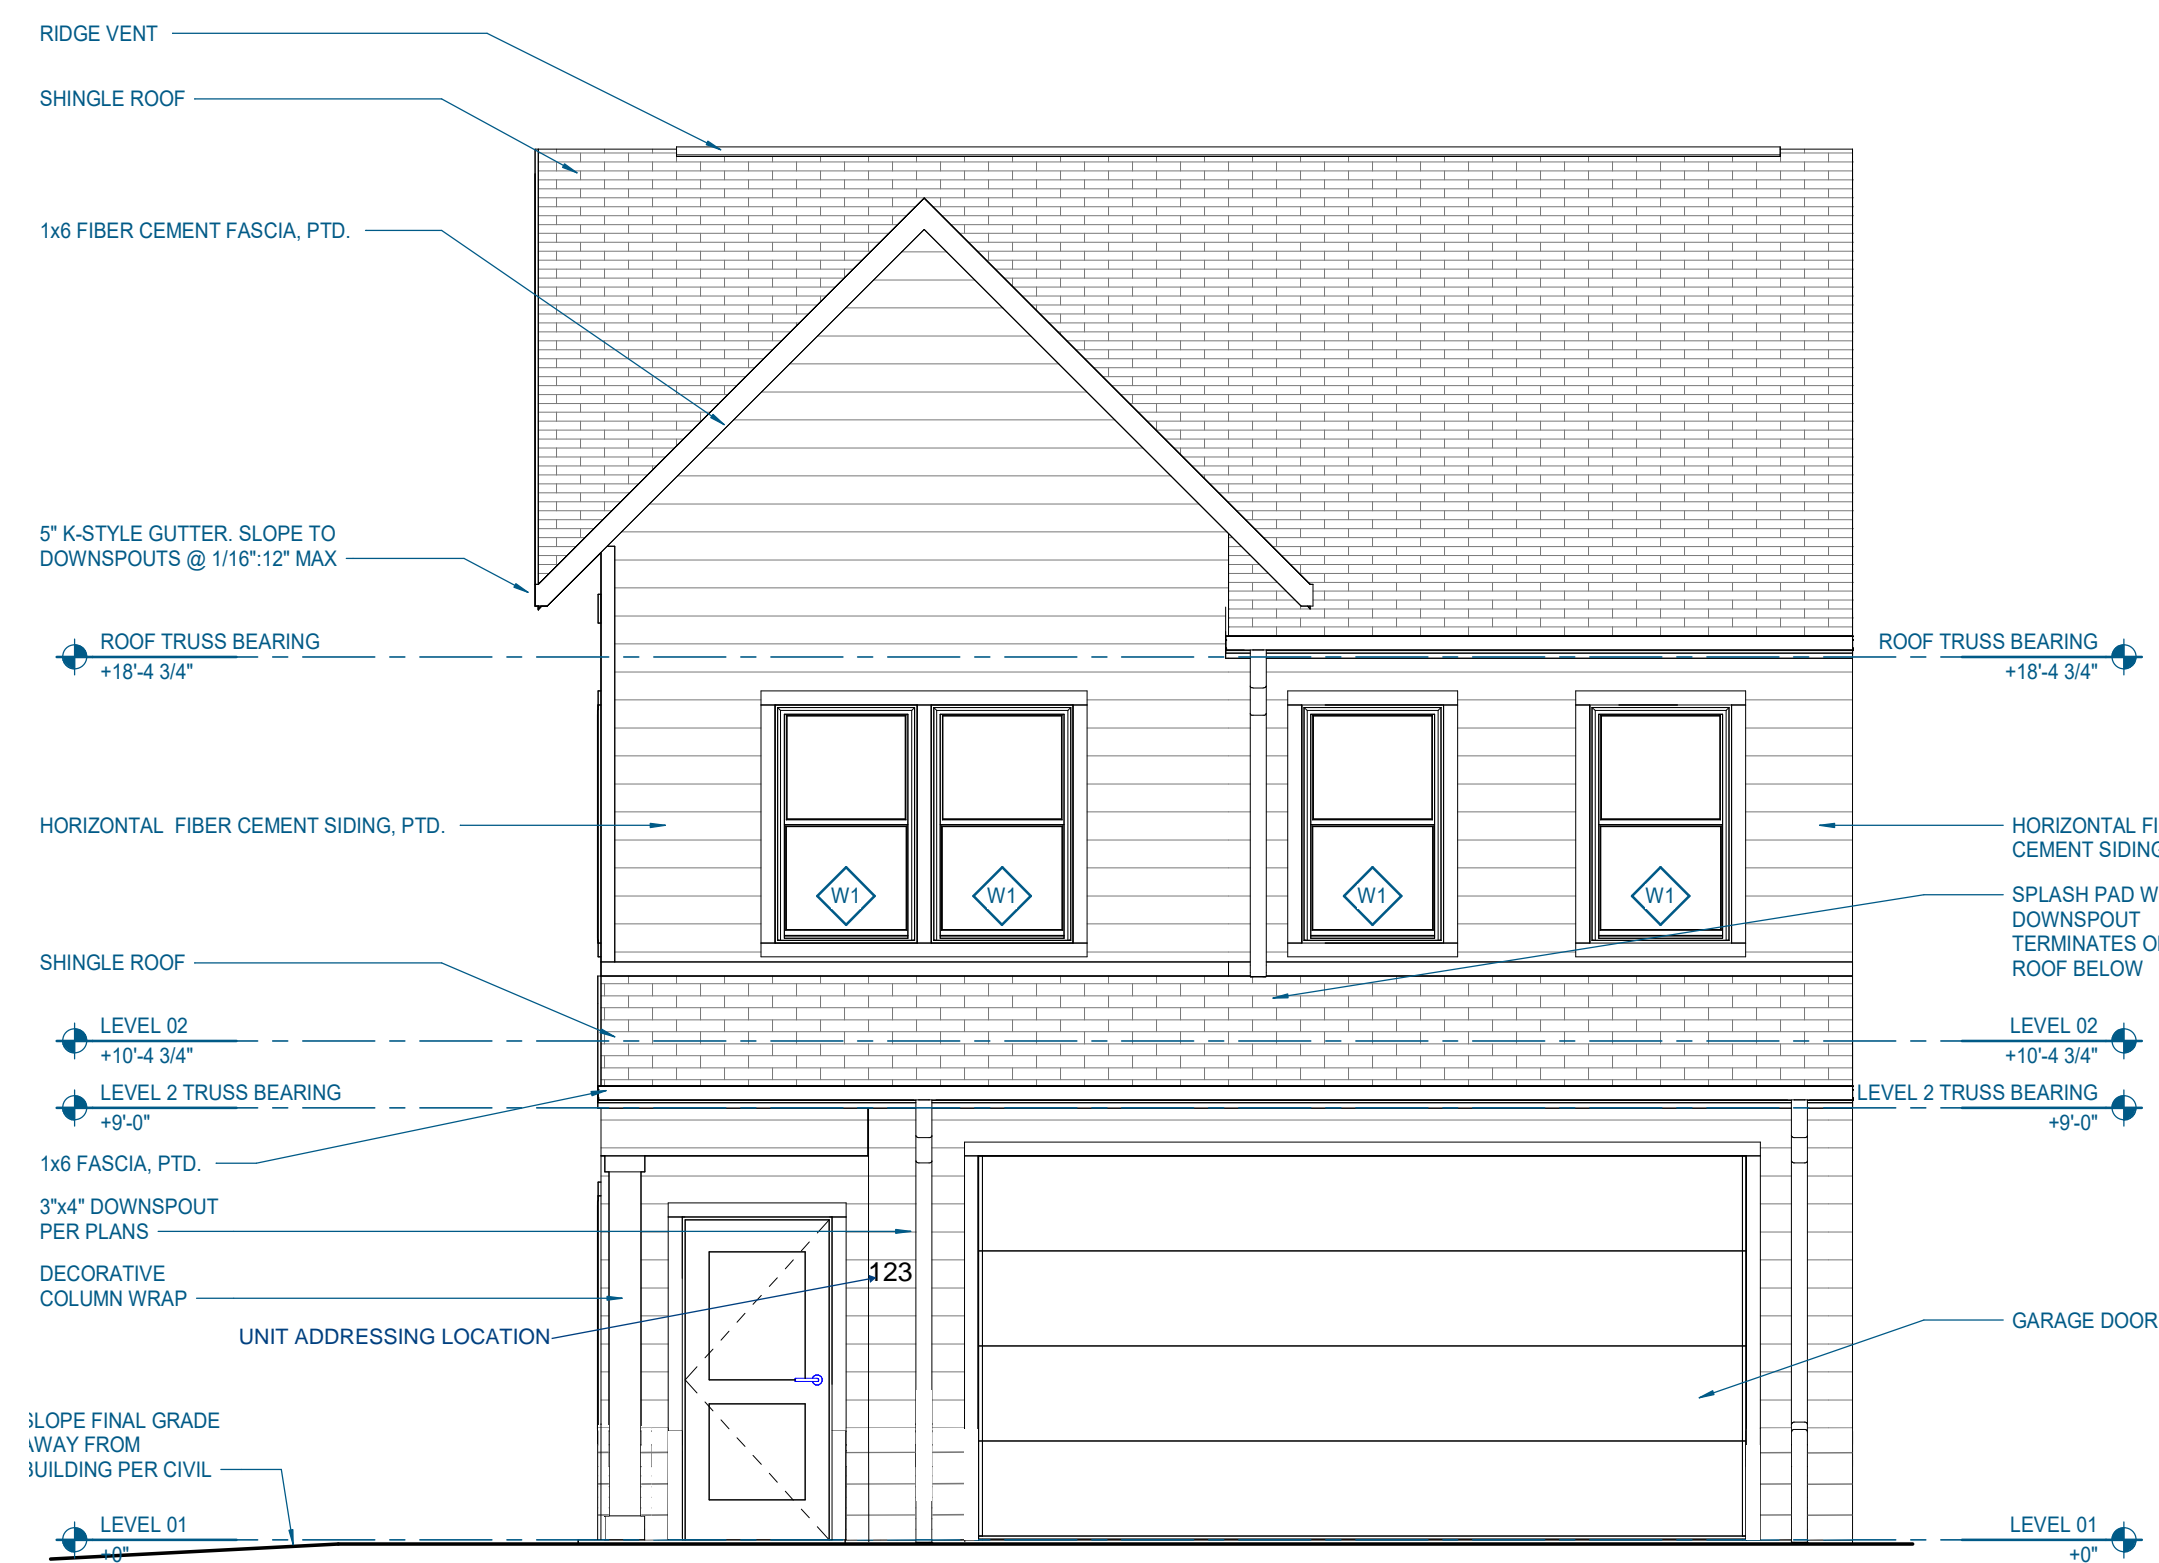 RIDGE VENT
SHINGLE ROOF
1x6 FIBER CEMENT FASCIA, PTD.
5" K-STYLE GUTTER. SLOPE TO
DOWNSPOUTS @ 1/16":12" MAX
ROOF TRUSS BEARING
+18'-4 3/4"
ROOF TRUSS BEARING
+18'-4 3/4"
HORIZONTAL FIBER CEMENT SIDING, PTD.
HORIZONTAL FI
CEMENT SIDING
W1
W1
W1
W1
SPLASH PAD W
DOWNSPOUT
TERMINATES O
ROOF BELOW
SHINGLE ROOF
LEVEL 02
+10'-4 3/4"
LEVEL 02
+10'-4 3/4"
LEVEL 2 TRUSS BEARING
+9'-0"
LEVEL 2 TRUSS BEARING
+9'-0"
1x6 FASCIA, PTD.
3"x4" DOWNSPOUT
PER PLANS
DECORATIVE
COLUMN WRAP
123
UNIT ADDRESSING LOCATION
GARAGE DOOR
SLOPE FINAL GRADE
AWAY FROM
BUILDING PER CIVIL
LEVEL 01
+0"
LEVEL 01
+0"